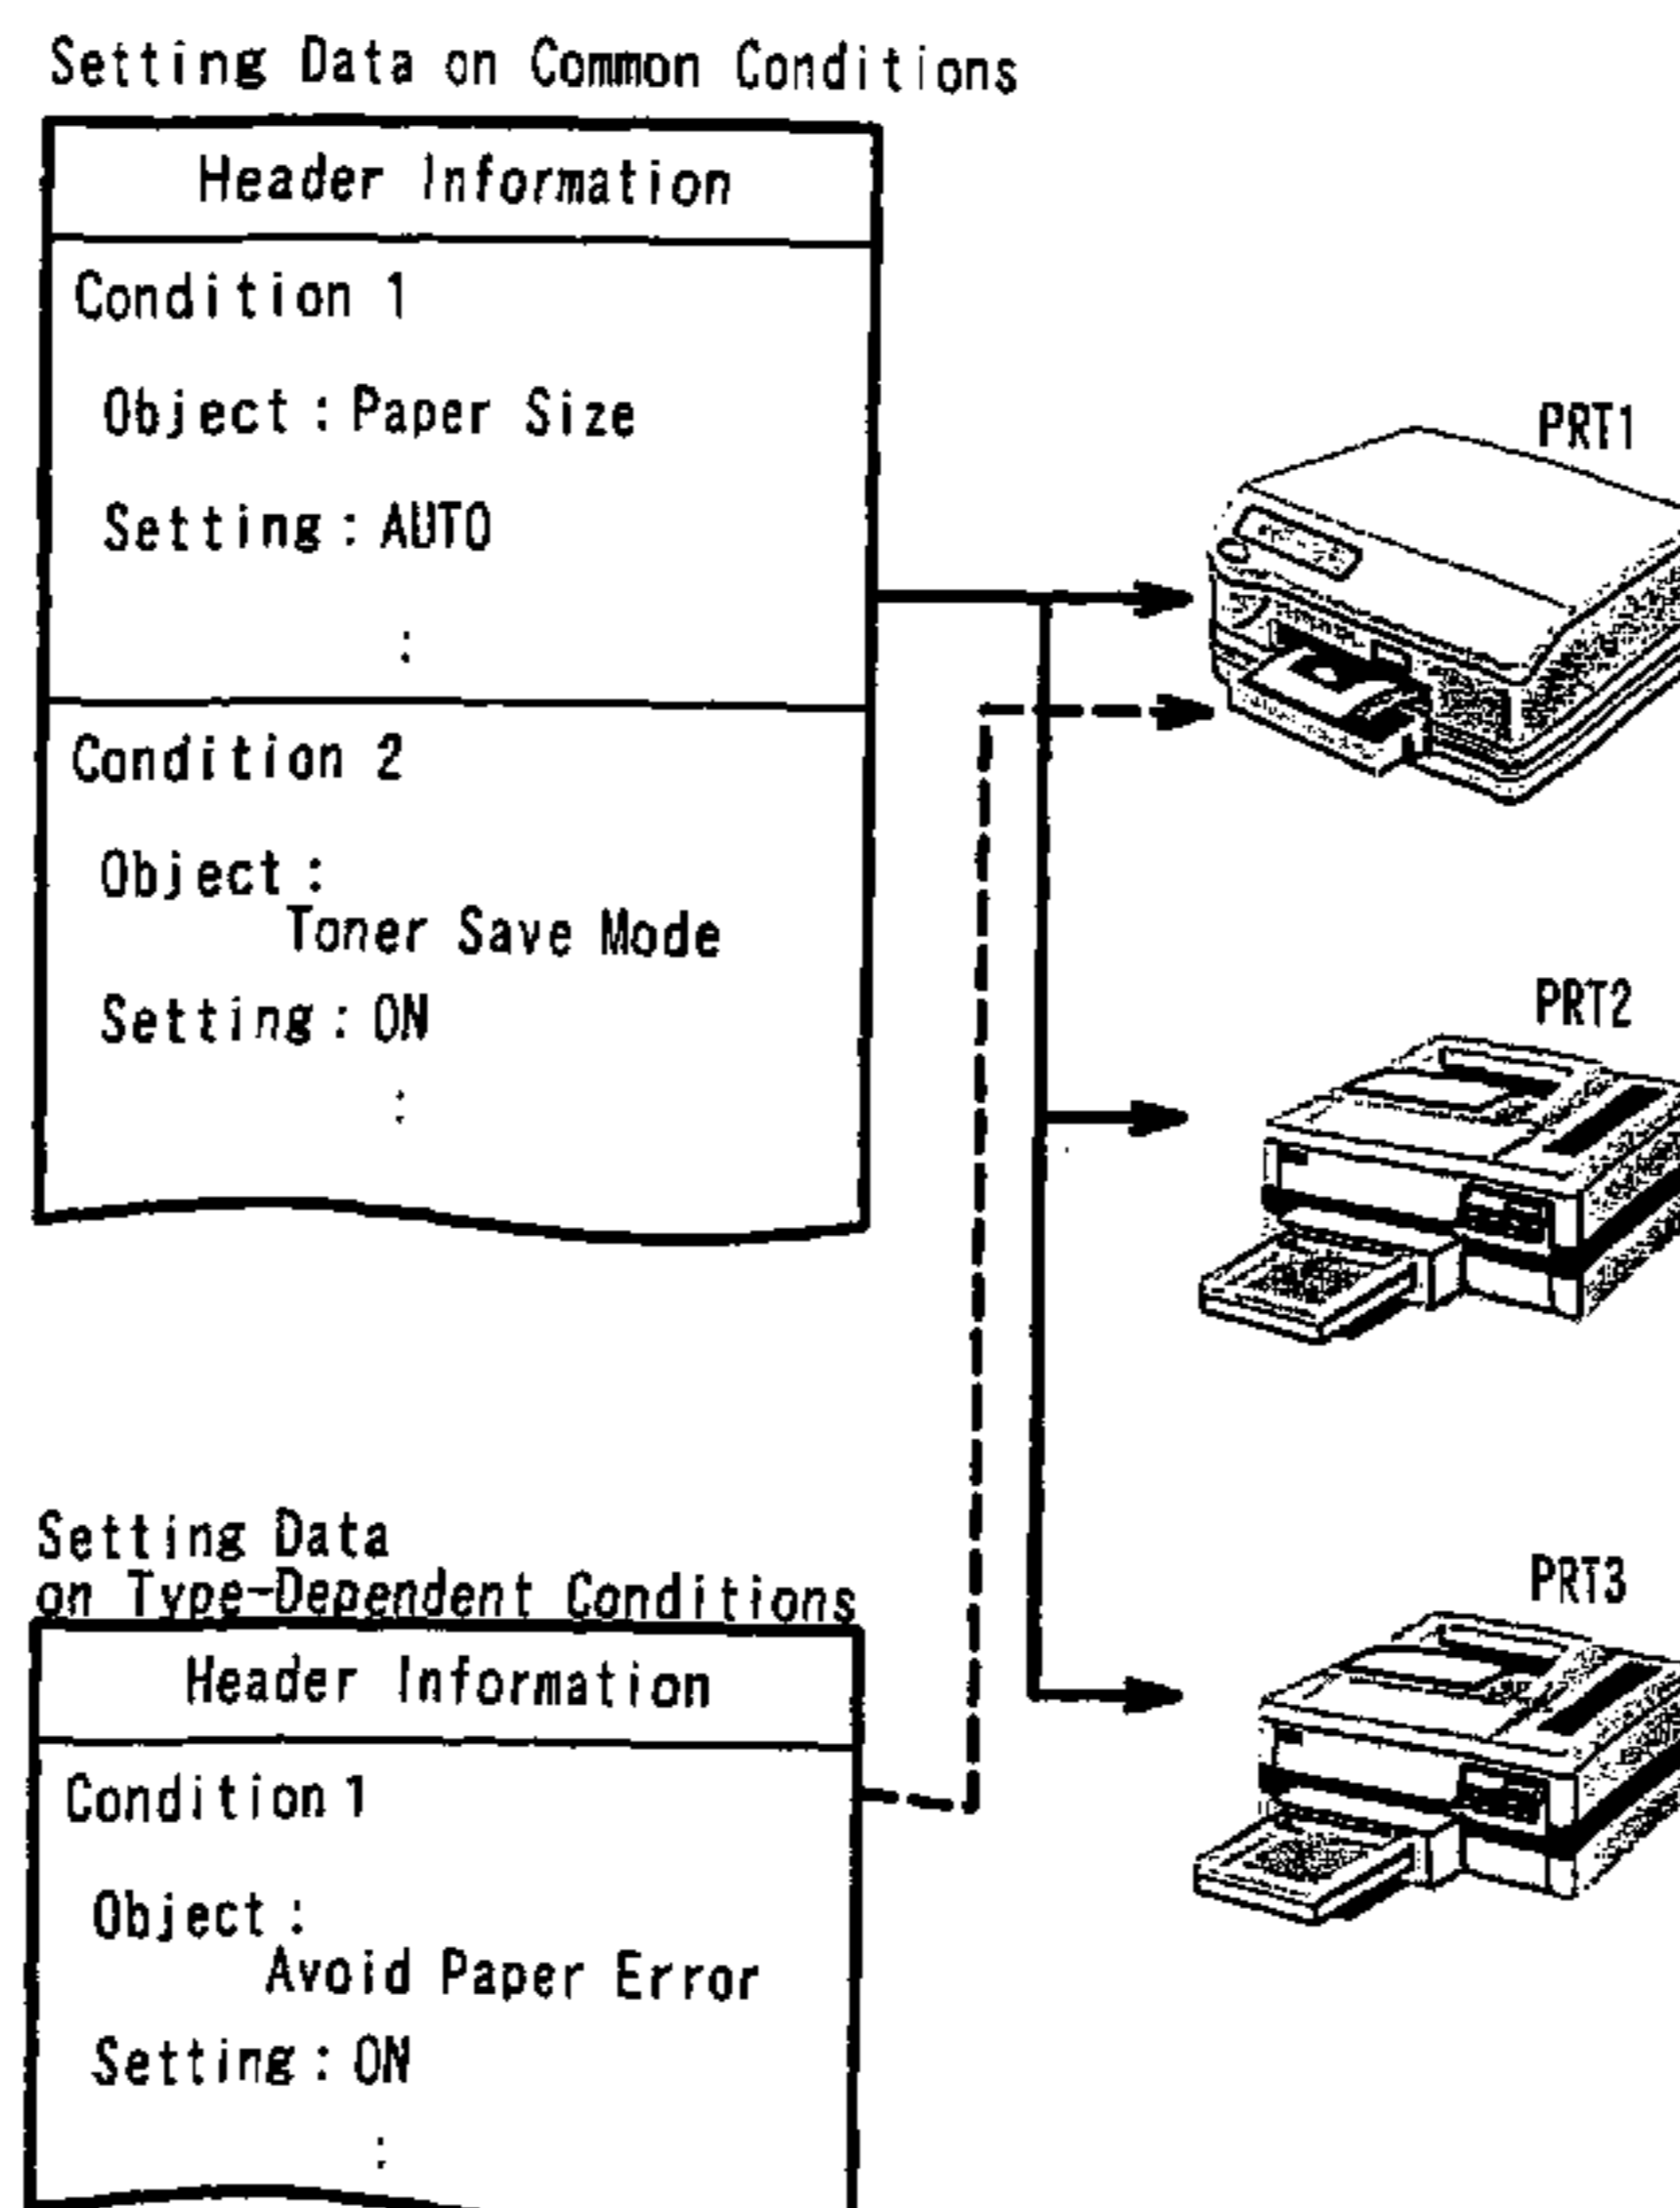 Setting Data on Common Conditions
Header Information
Condition 1
Object : Paper Size
Setting : AUTO
:
Condition 2
Object :
Toner Save Mode
Setting : ON
:
PRT1
PRT2
PRT3
Setting Data
on Type-Dependent Conditions
Header Information
Condition 1
Object :
Avoid Paper Error
Setting : ON
: